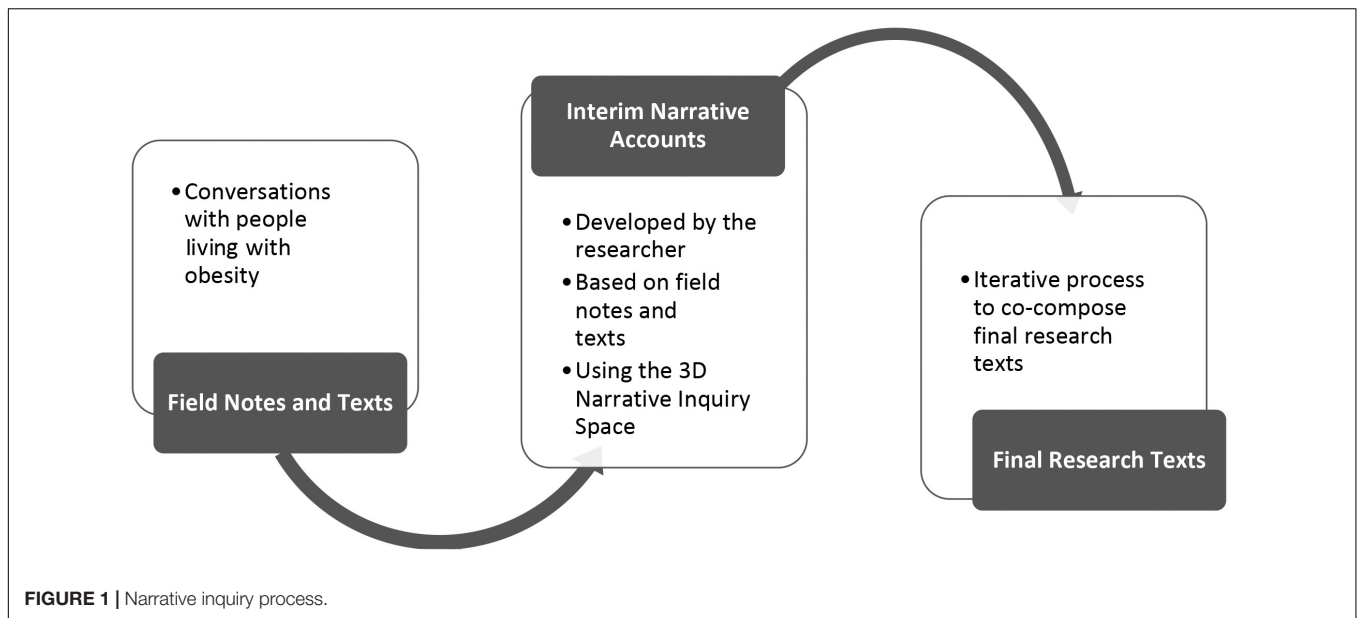 • Conversations
with people
living with
obesity
Field Notes and Texts
Interim Narrative
Accounts
• Developed by the
researcher
• Based on field
notes and
texts
• Using the 3D
Narrative Inquiry
Space
• Iterative process
to co-compose
final research
texts
Final Research Texts
FIGURE 1 | Narrative inquiry process.